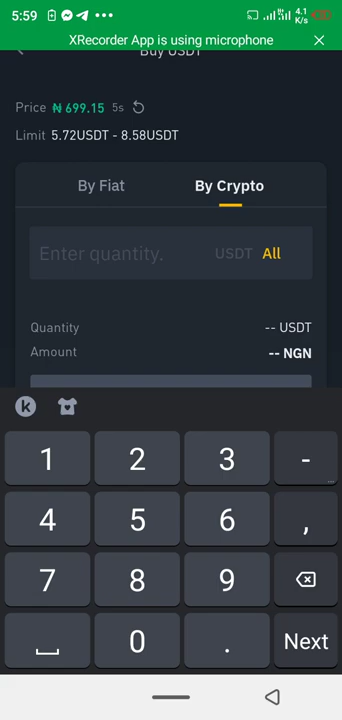 5:59
4.1
K/s
XRecorder App is using microphone
Buy USDT
Price ₦ 699.15 5s
Limit 5.72USDT - 8.58USDT
By Fiat By Crypto
Enter quantity. USDT All
Quantity -- USDT
Amount -- NGN
k
1 2 3 -
4 5 6 ,
7 8 9
0 . Next